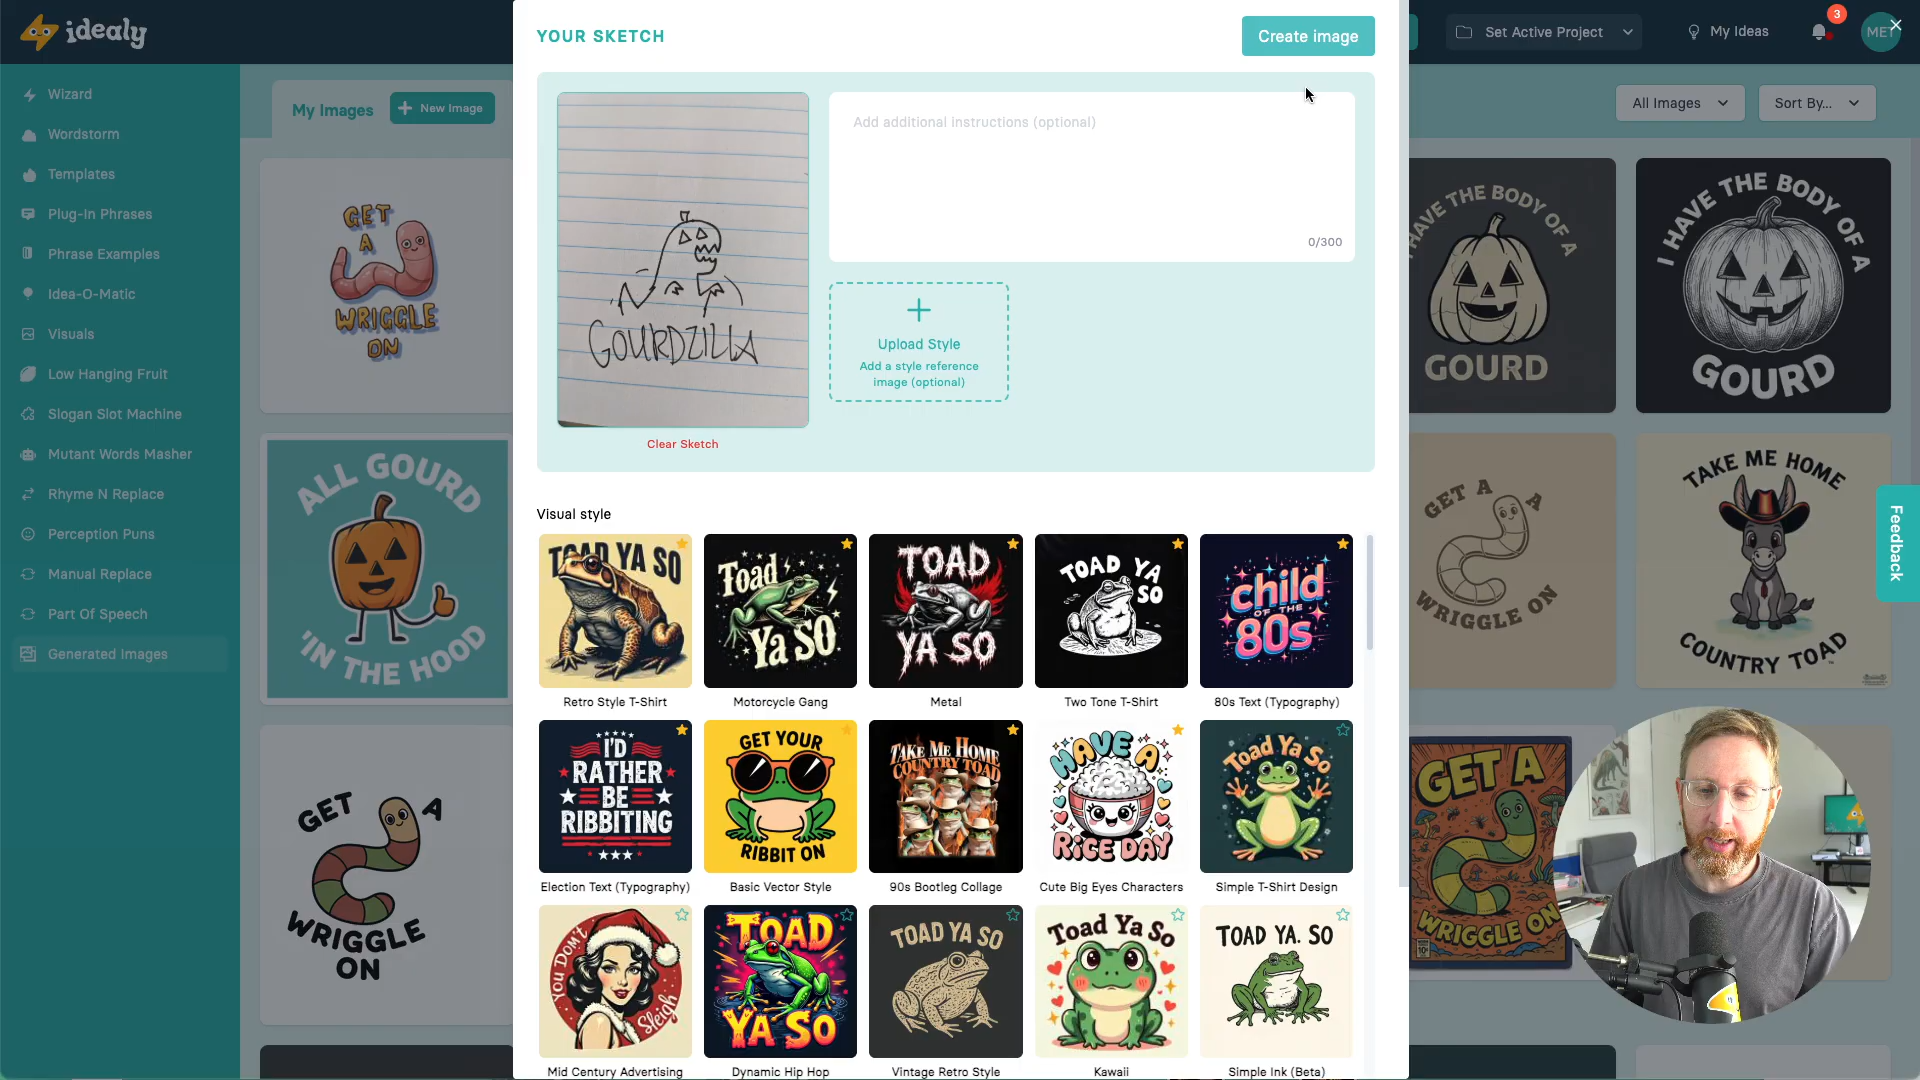 idealy
YOUR SKETCH
Create image
Set Active Project
My Ideas
3
MET
Wizard
Wordstorm
Templates
Plug-In Phrases
Phrase Examples
Idea-O-Matic
Visuals
Low Hanging Fruit
Slogan Slot Machine
Mutant Words Masher
Rhyme N Replace
Perception Puns
Manual Replace
Part Of Speech
Generated Images
My Images
New Image
All Images
Sort By...
Add additional instructions (optional)
0/300
Upload Style
Add a style reference
image (optional)
GOURDZILLA
Clear Sketch
GET
A
WRIGGLE
ON
ALL GOURD
'IN THE HOOD
GET A
WRIGGLE
ON
HAVE THE BODY OF A
GOURD
I HAVE THE BODY OF A
GOURD
GET A A
WRIGGLE ON
TAKE ME HOME
COUNTRY TOAD
GET A
WRIGGLE ON
Feedback
Visual style
TOAD YA SO
Toad
Ya SO
TOAD
YA SO
TOAD YA
SO
child
OF THE
80s
Retro Style T-Shirt
Motorcycle Gang
Metal
Two Tone T-Shirt
80s Text (Typography)
I'D
RATHER
BE
RIBBITING
GET YOUR
RIBBIT ON
TAKE ME HOME
COUNTRY TOAD
HAVE A
RICE DAY
Toad Ya So
Election Text (Typography)
Basic Vector Style
90s Bootleg Collage
Cute Big Eyes Characters
Simple T-Shirt Design
You Don't
Sleigh
TOAD
YA SO
TOAD YA SO
Toad Ya So
TOAD YA. SO
Mid Century Advertising
Dynamic Hip Hop
Vintage Retro Style
Kawaii
Simple Ink (Beta)